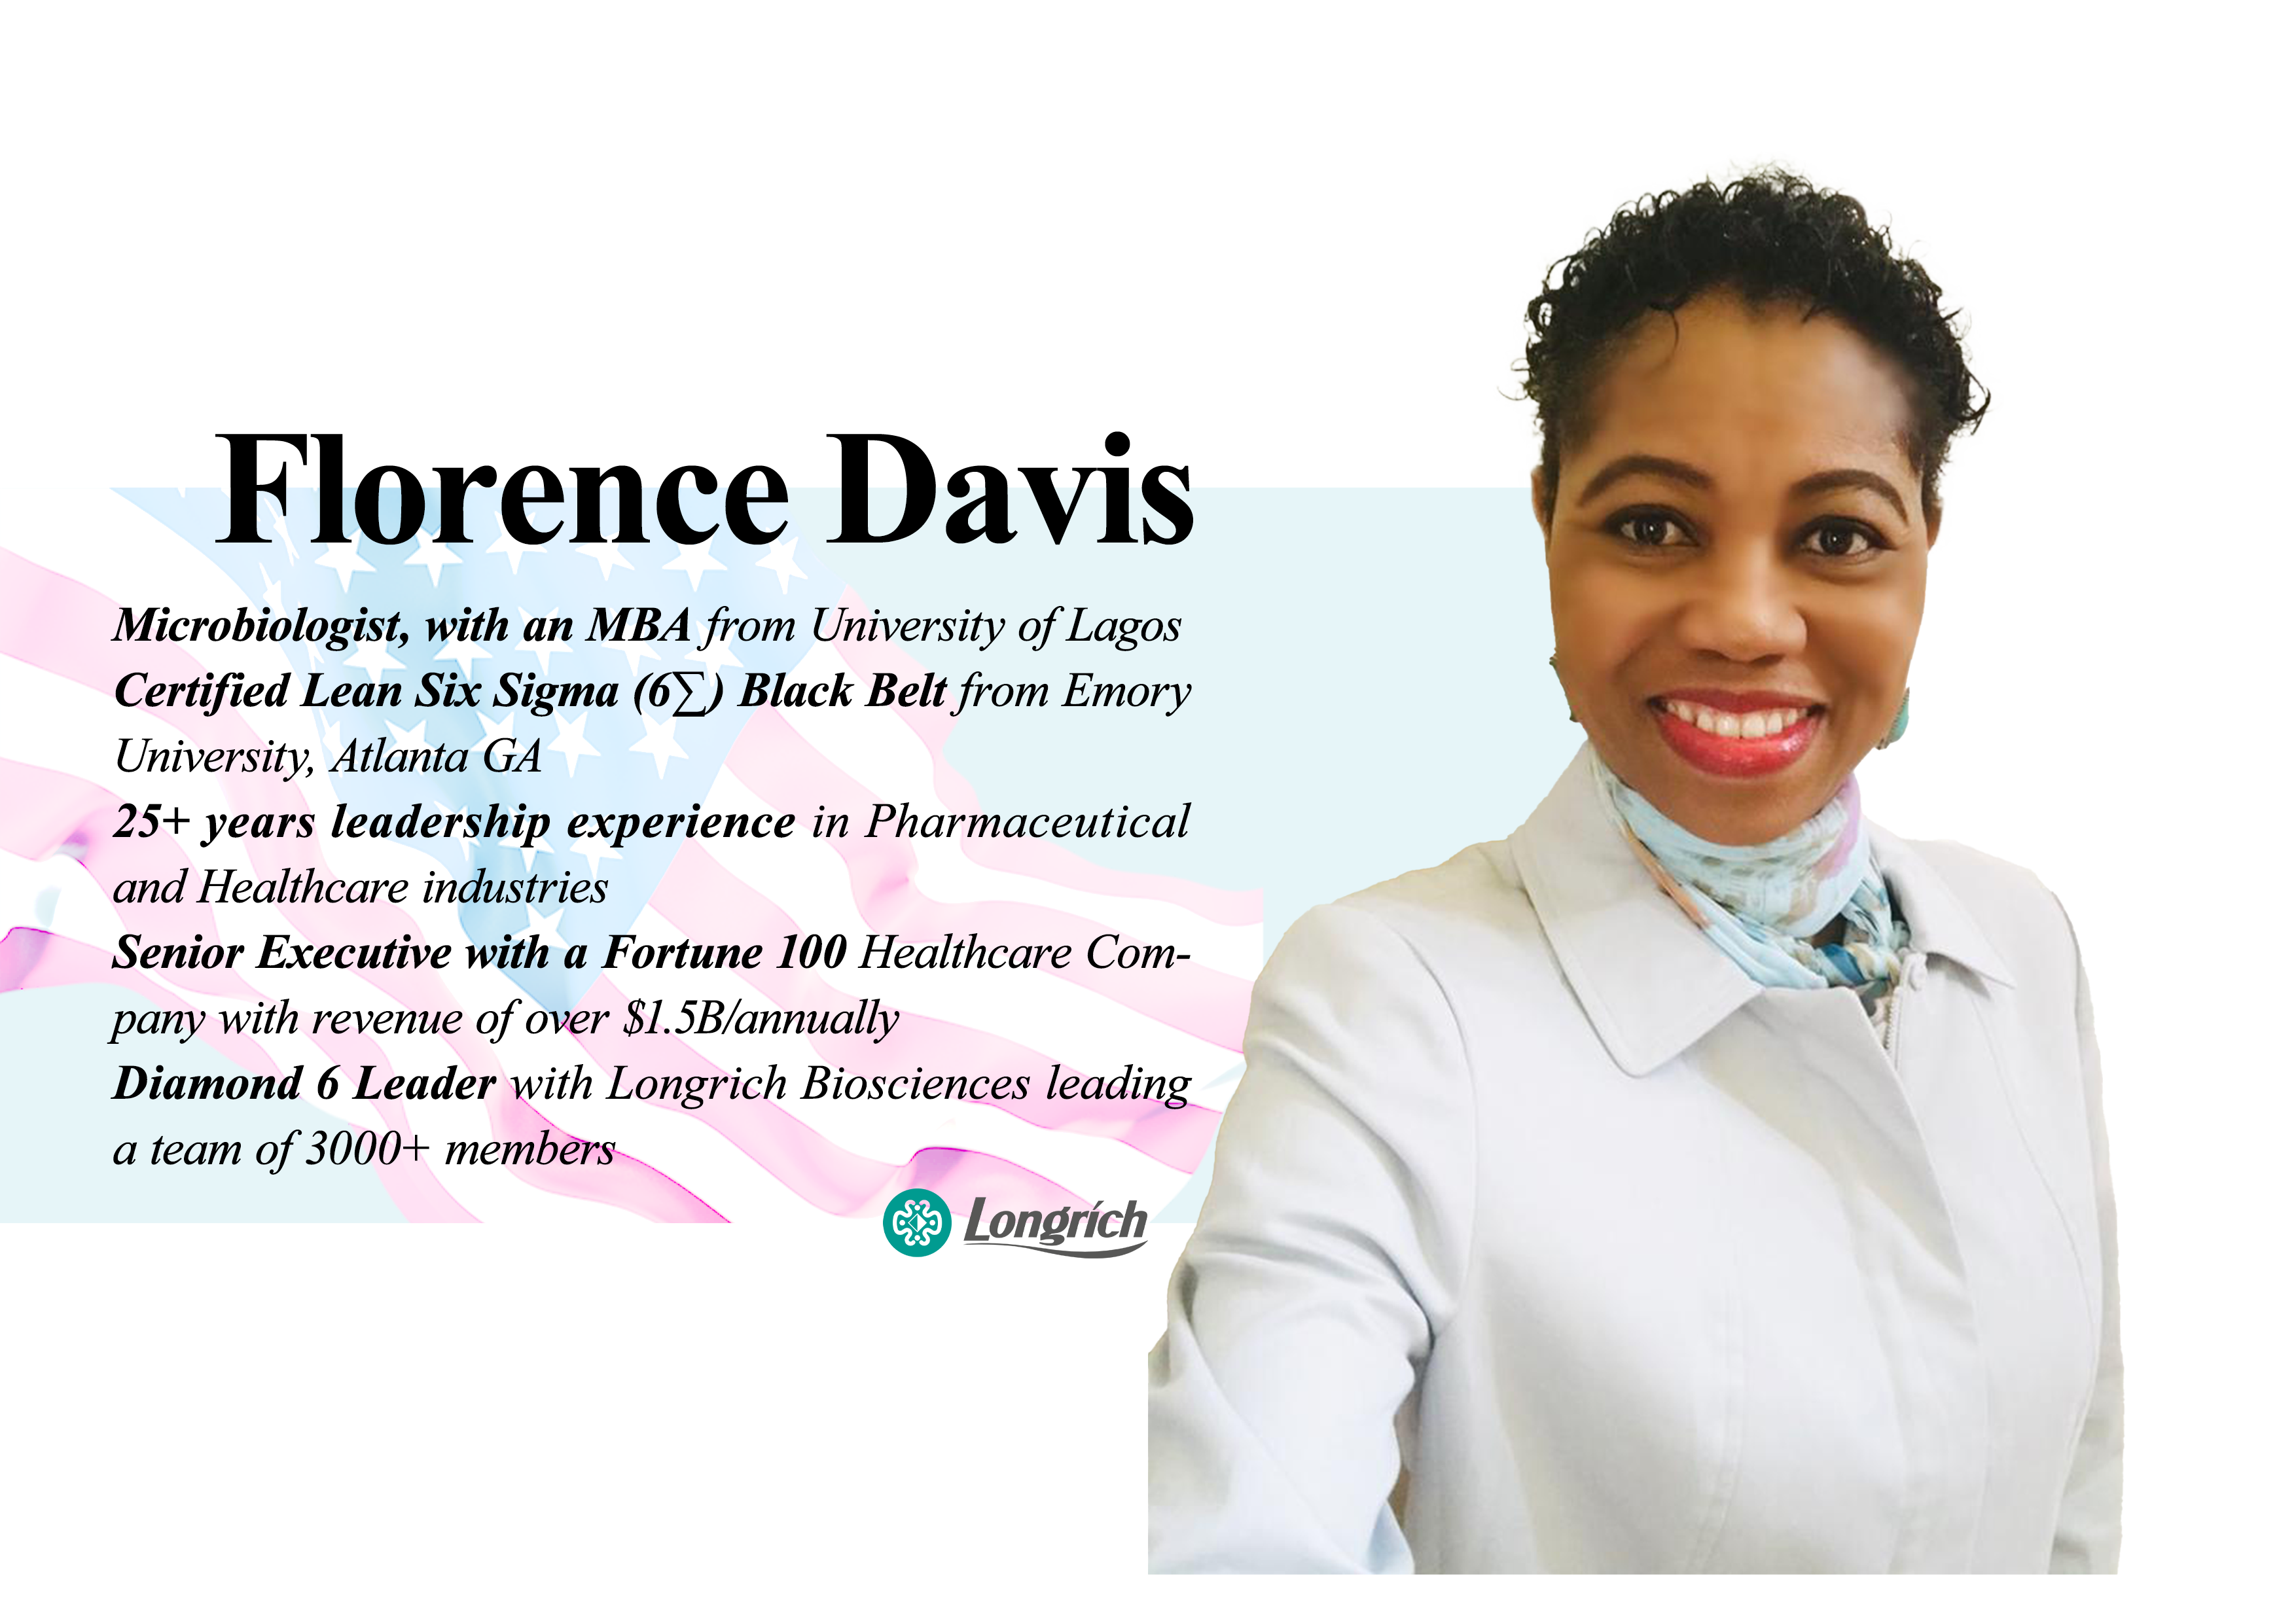 Florence Davis
Microbiologist, with an MBA from University of Lagos
Certified Lean Six Sigma (6∑) Black Belt from Emory
University, Atlanta GA
25+ years leadership experience in Pharmaceutical
and Healthcare industries
Senior Executive with a Fortune 100 Healthcare Com-
pany with revenue of over $1.5B/annually
Diamond 6 Leader with Longrich Biosciences leading
a team of 3000+ members
Longrích